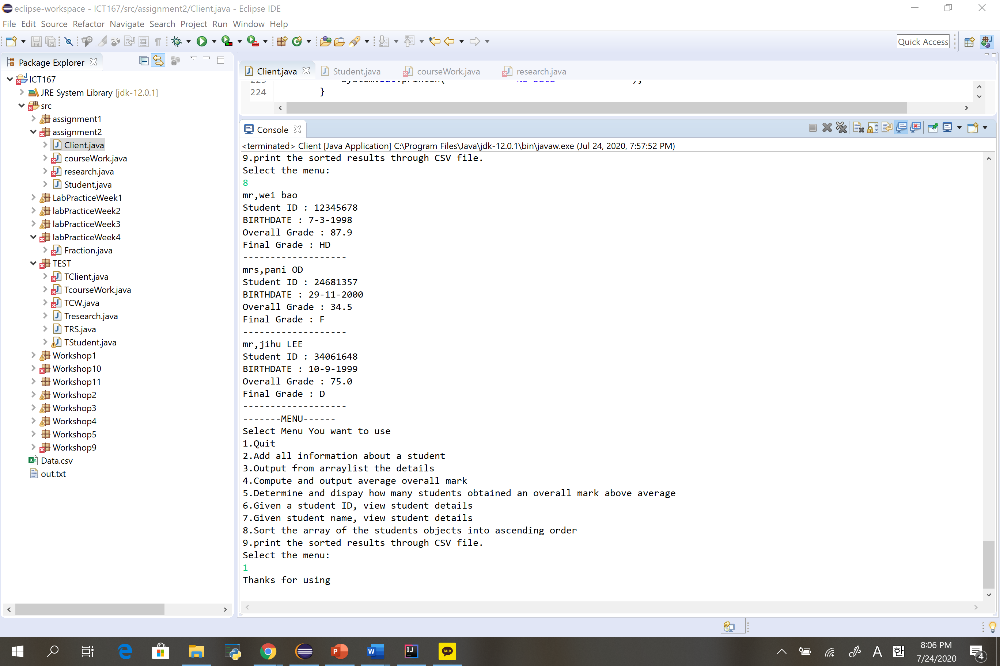 eclipse-workspace - ICT167/src/assignment2/Client.java - Eclipse IDE
File Edit Source Refactor Navigate Search Project Run Window Help
Quick Access
Package Explorer
ICT167
JRE System Library [jdk-12.0.1]
src
assignment1
assignment2
Client.java
courseWork.java
research.java
Student.java
LabPracticeWeek1
labPracticeWeek2
labPracticeWeek3
labPracticeWeek4
Fraction.java
TEST
TClient.java
TcourseWork.java
TCW.java
Tresearch.java
TRS.java
TStudent.java
Workshop1
Workshop10
Workshop11
Workshop2
Workshop3
Workshop4
Workshop5
Workshop9
Data.csv
out.txt
Client.java Student.java courseWork.java research.java
224 }
Console
<terminated> Client [Java Application] C:\Program Files\Java\jdk-12.0.1\bin\javaw.exe (Jul 24, 2020, 7:57:52 PM)
9.print the sorted results through CSV file.
Select the menu:
8
mr,wei bao
Student ID : 12345678
BIRTHDATE : 7-3-1998
Overall Grade : 87.9
Final Grade : HD
-------------------
mrs,pani OD
Student ID : 24681357
BIRTHDATE : 29-11-2000
Overall Grade : 34.5
Final Grade : F
-------------------
mr,jihu LEE
Student ID : 34061648
BIRTHDATE : 10-9-1999
Overall Grade : 75.0
Final Grade : D
-------------------
-------MENU------
Select Menu You want to use
1.Quit
2.Add all information about a student
3.Output from arraylist the details
4.Compute and output average overall mark
5.Determine and dispay how many students obtained an overall mark above average
6.Given a student ID, view student details
7.Given student name, view student details
8.Sort the array of the students objects into ascending order
9.print the sorted results through CSV file.
Select the menu:
1
Thanks for using
TALK
A 한
8:06 PM
7/24/2020
4